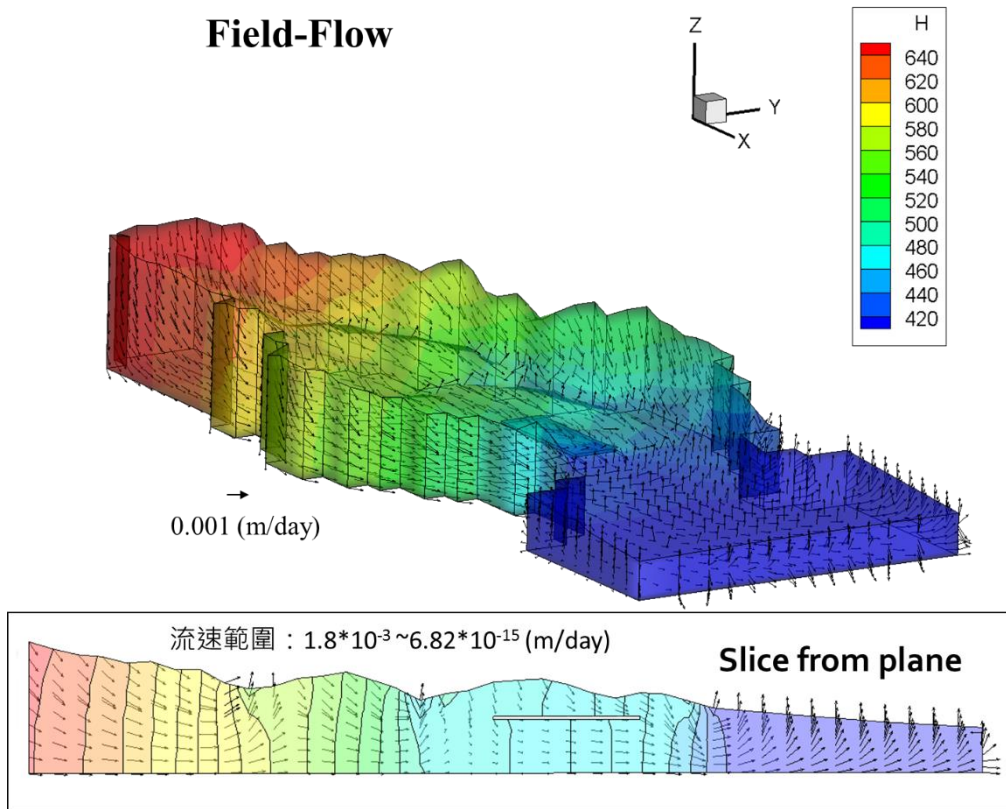 Field-Flow
Z
Y
X
H
640
620
600
580
560
540
520
500
480
460
440
420
0.001 (m/day)
流速範圍：1.8*10⁻³ ~6.82*10⁻¹⁵ (m/day)
Slice from plane